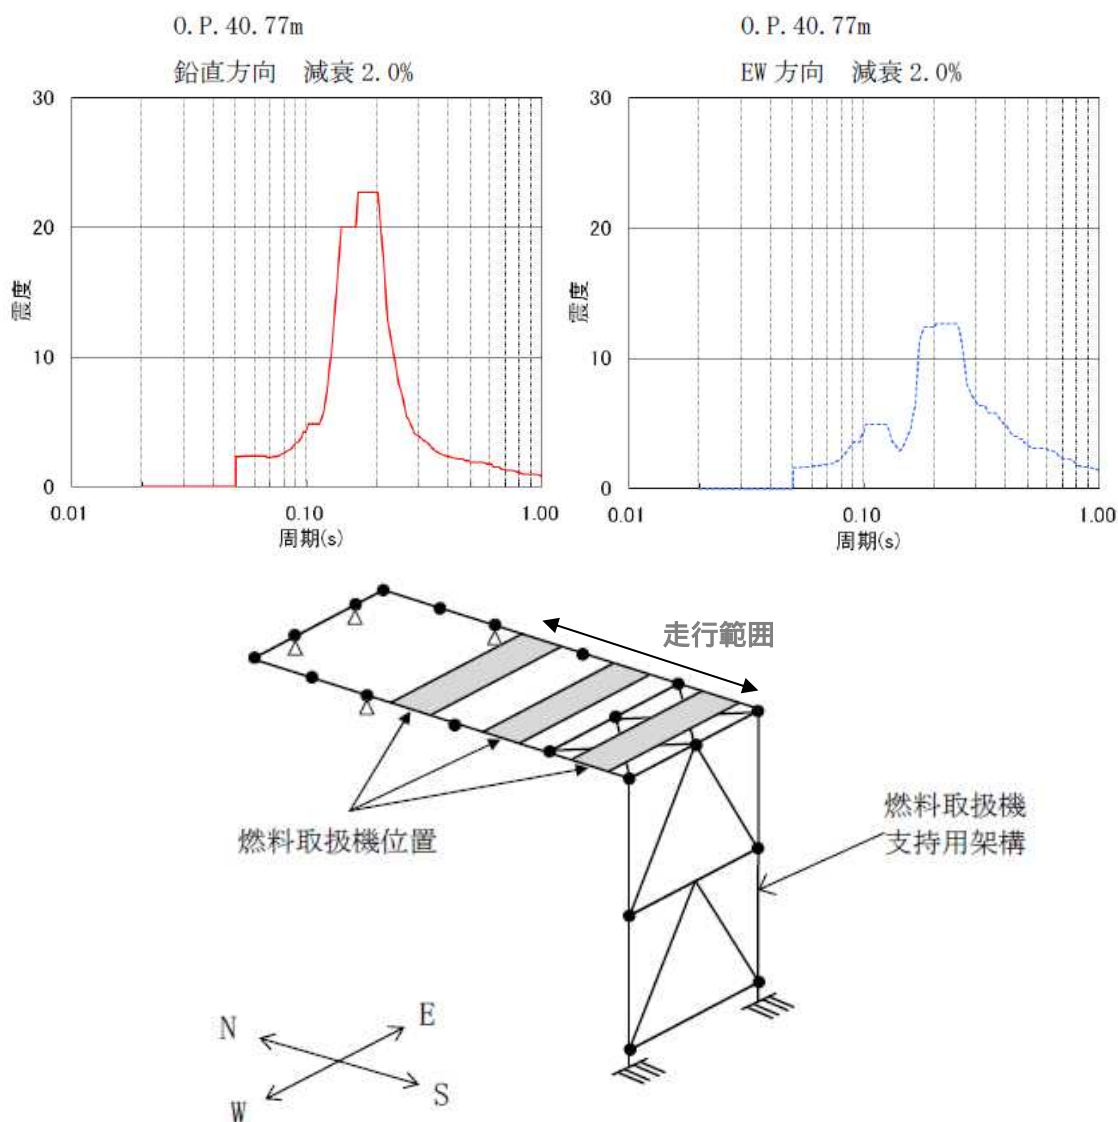 O.P.40.77m
鉛直方向 減衰2.0%
30
20
10
0
震度
0.01
0.10
1.00
周期(s)
O.P.40.77m
EW方向 減衰2.0%
30
20
10
0
震度
0.01
0.10
1.00
周期(s)
走行範囲
燃料取扱機位置
燃料取扱機
支持用架構
N
E
W
S